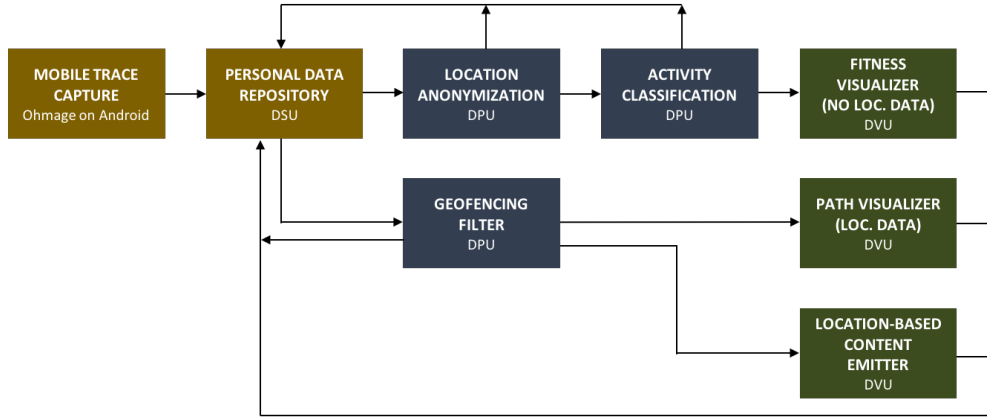 MOBILE TRACE
CAPTURE
Ohmage on Android
PERSONAL DATA
REPOSITORY
DSU
LOCATION
ANONYMIZATION
DPU
ACTIVITY
CLASSIFICATION
DPU
FITNESS
VISUALIZER
(NO LOC. DATA)
DVU
GEOFENCING
FILTER
DPU
PATH VISUALIZER
(LOC. DATA)
DVU
LOCATION-BASED
CONTENT
EMITTER
DVU